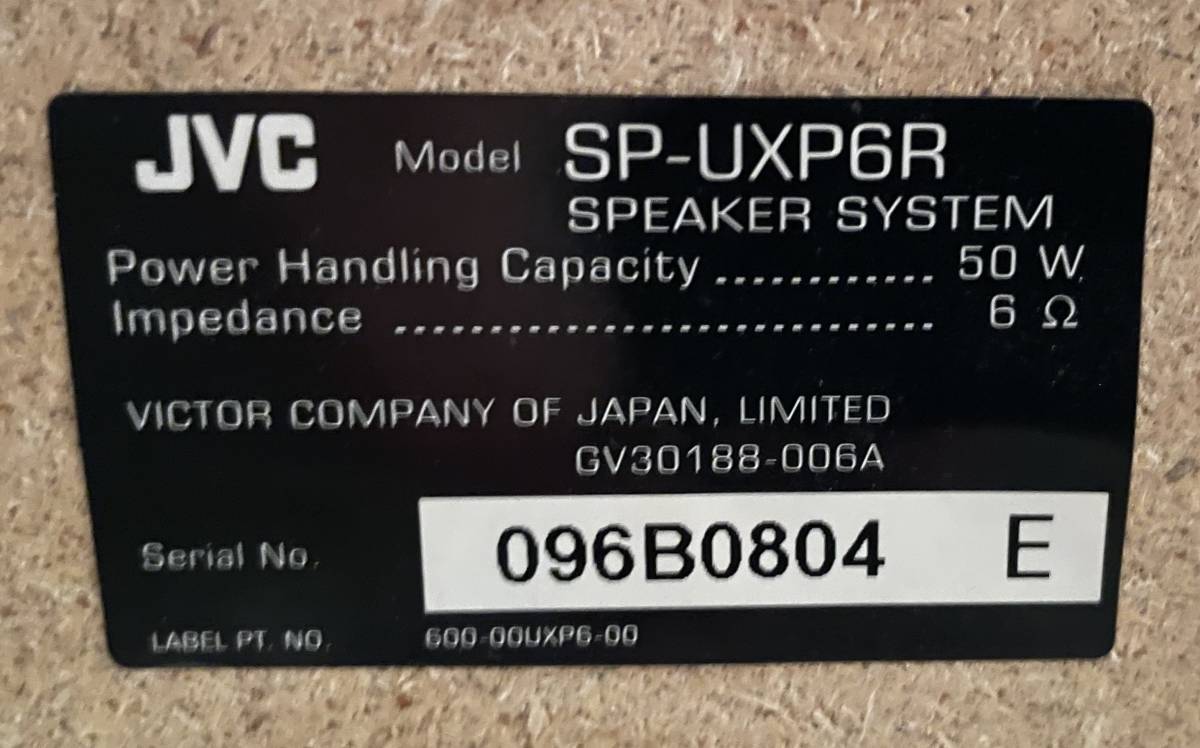 JVC Model SP-UXP6R
SPEAKER SYSTEM
Power Handling Capacity ............ 50 W
Impedance ............................ 6 Ω
VICTOR COMPANY OF JAPAN, LIMITED
GV30188-006A
Serial No. 096B0804 E
LABEL PT. NO. 600-00UXP6-00